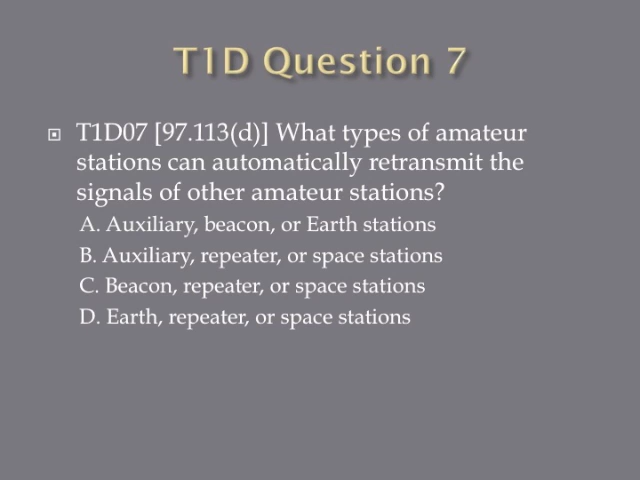 T1D Question 7
T1D07 [97.113(d)] What types of amateur
stations can automatically retransmit the
signals of other amateur stations?
A. Auxiliary, beacon, or Earth stations
B. Auxiliary, repeater, or space stations
C. Beacon, repeater, or space stations
D. Earth, repeater, or space stations